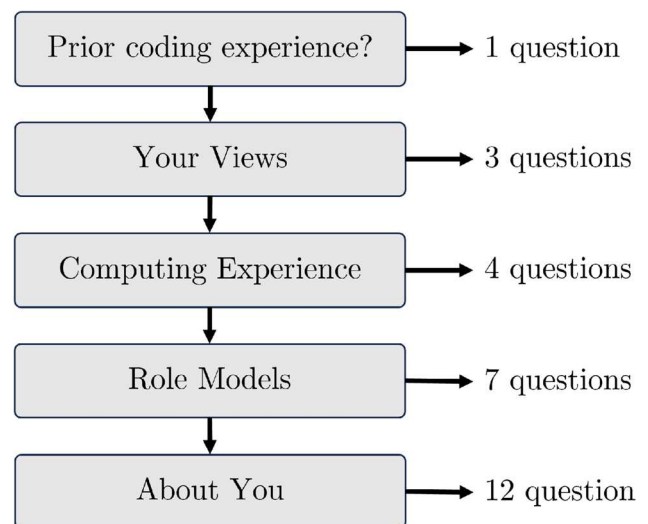 Prior coding experience? 1 question
Your Views 3 questions
Computing Experience 4 questions
Role Models 7 questions
About You 12 question